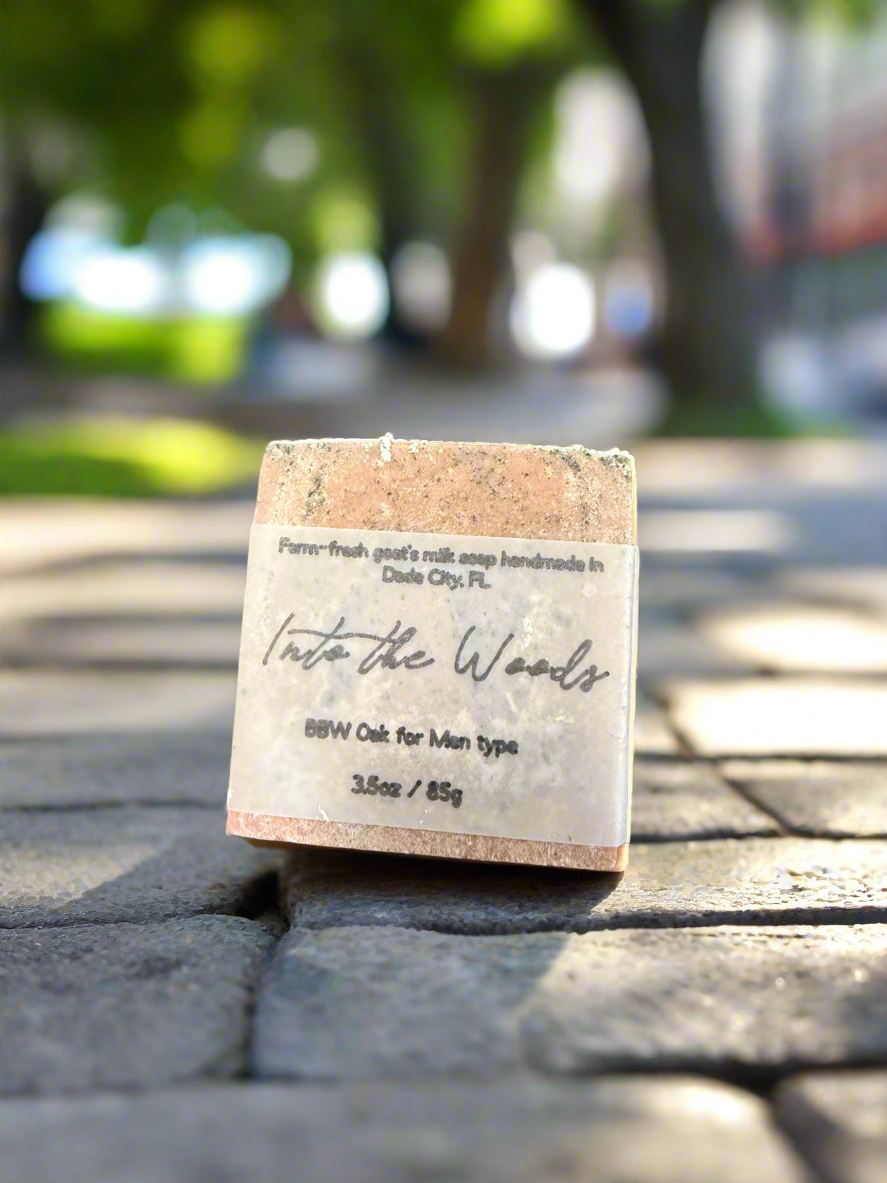 Farm-fresh goat's milk soap handmade in
Dade City, FL
Into the Woods
BBW Oak for Men type
3.5oz / 85g